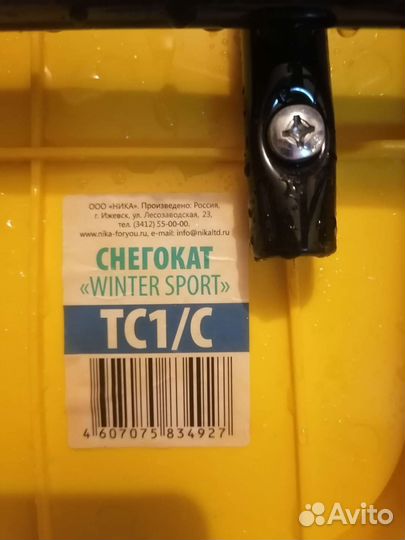 ООО «НИКА». Произведено: Россия,
г. Ижевск, ул. Лесозаводская, 23,
тел. (3412) 55-00-00.
www.nika-foryou.ru, e-mail: info@nikaltd.ru
СНЕГОКАТ
«WINTER SPORT»
ТС1/С
4 607075 834927
Avito